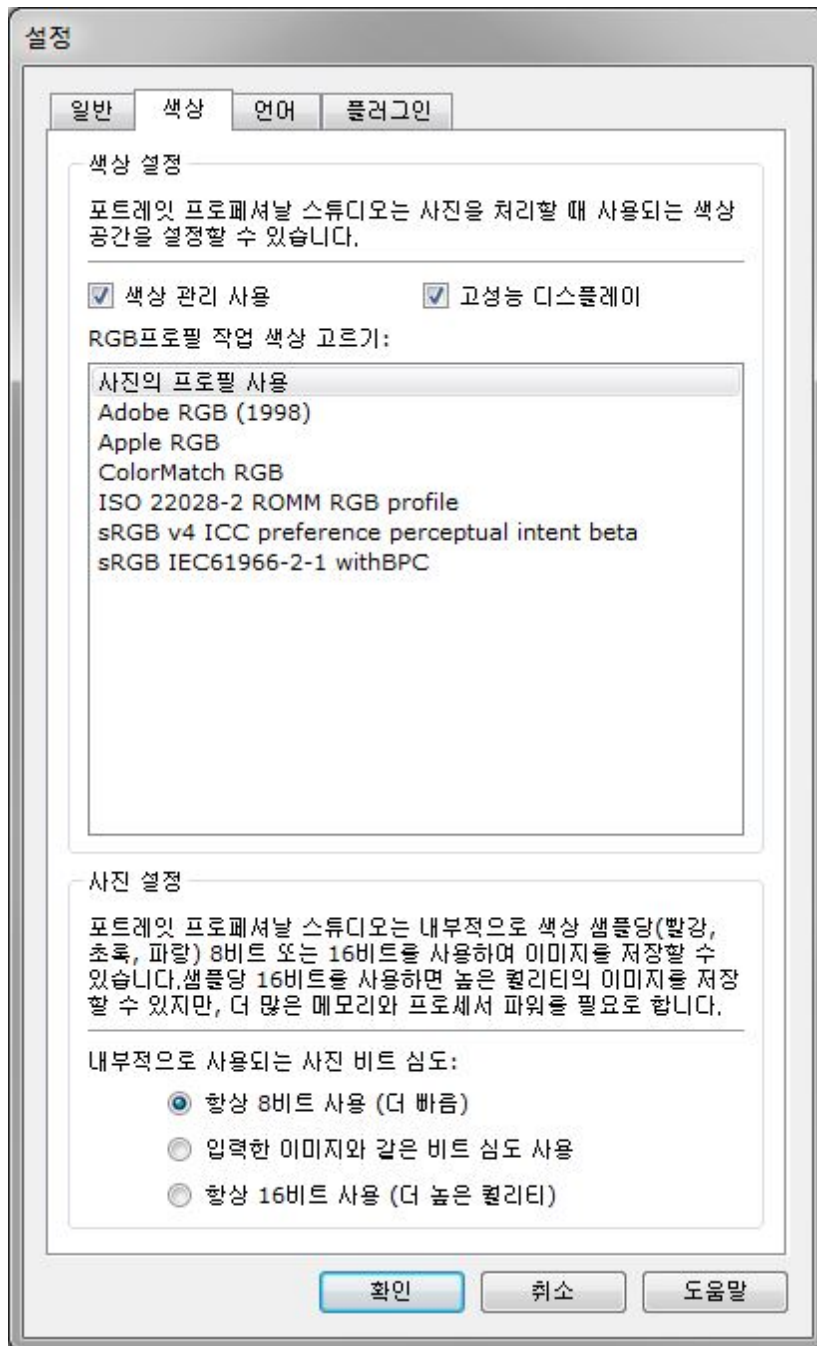 설정
일반 색상 언어 플러그인
색상 설정
포트레잇 프로페셔날 스튜디오는 사진을 처리할 때 사용되는 색상
공간을 설정할 수 있습니다.
색상 관리 사용 고성능 디스플레이
RGB프로필 작업 색상 고르기:
사진의 프로필 사용
Adobe RGB (1998)
Apple RGB
ColorMatch RGB
ISO 22028-2 ROMM RGB profile
sRGB v4 ICC preference perceptual intent beta
sRGB IEC61966-2-1 withBPC
사진 설정
포트레잇 프로페셔날 스튜디오는 내부적으로 색상 샘플당(빨강,
초록, 파랑) 8비트 또는 16비트를 사용하여 이미지를 저장할 수
있습니다.샘플당 16비트를 사용하면 높은 퀄리티의 이미지를 저장
할 수 있지만, 더 많은 메모리와 프로세서 파워를 필요로 합니다.
내부적으로 사용되는 사진 비트 심도:
항상 8비트 사용 (더 빠름)
입력한 이미지와 같은 비트 심도 사용
항상 16비트 사용 (더 높은 퀄리티)
확인 취소 도움말